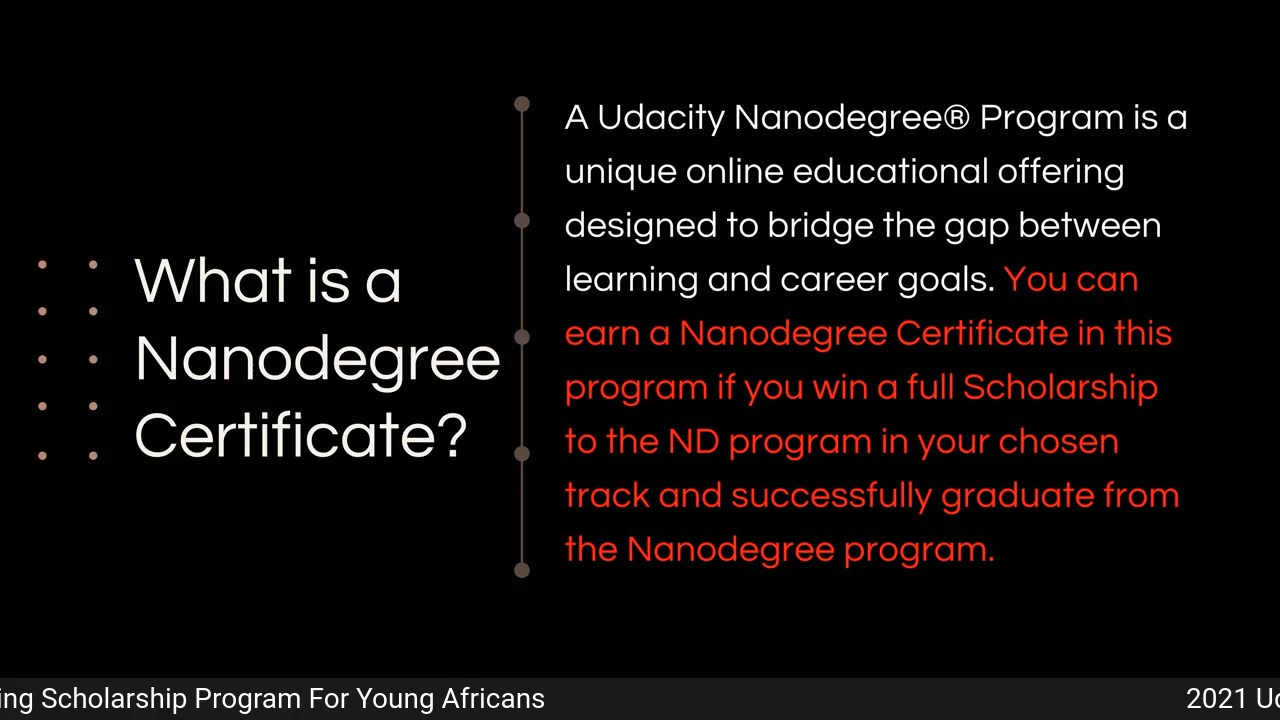 What is a
Nanodegree
Certificate?
A Udacity Nanodegree® Program is a
unique online educational offering
designed to bridge the gap between
learning and career goals. You can
earn a Nanodegree Certificate in this
program if you win a full Scholarship
to the ND program in your chosen
track and successfully graduate from
the Nanodegree program.
Scholarship Program For Young Africans
2021